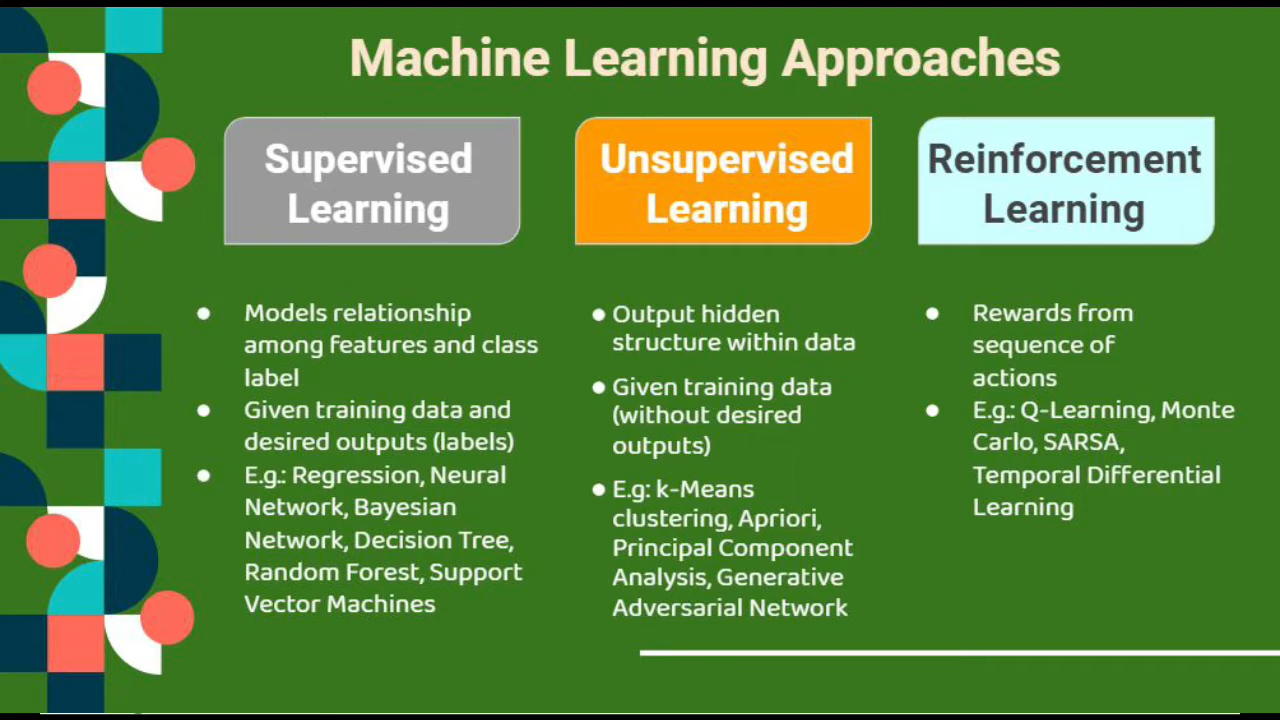 Machine Learning Approaches
Supervised
Learning
● Models relationship
among features and class
label
● Given training data and
desired outputs (labels)
● E.g.: Regression, Neural
Network, Bayesian
Network, Decision Tree,
Random Forest, Support
Vector Machines
Unsupervised
Learning
● Output hidden
structure within data
● Given training data
(without desired
outputs)
● E.g: k-Means
clustering, Apriori,
Principal Component
Analysis, Generative
Adversarial Network
Reinforcement
Learning
● Rewards from
sequence of
actions
● E.g.: Q-Learning, Monte
Carlo, SARSA,
Temporal Differential
Learning